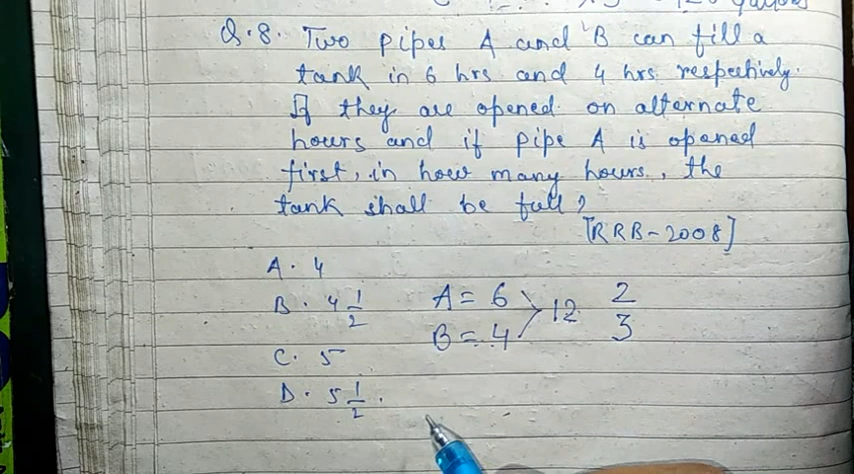 Q.8. Two pipes A and B can fill a
tank in 6 hrs and 4 hrs respectively.
If they are opened on alternate
hours and if pipe A is opened
first, in how many hours, the
tank shall be full?
[RRB-2008]
A. 4
B. 4 1/2
C. 5
D. 5 1/2.
A = 6
B = 4
12
2
3